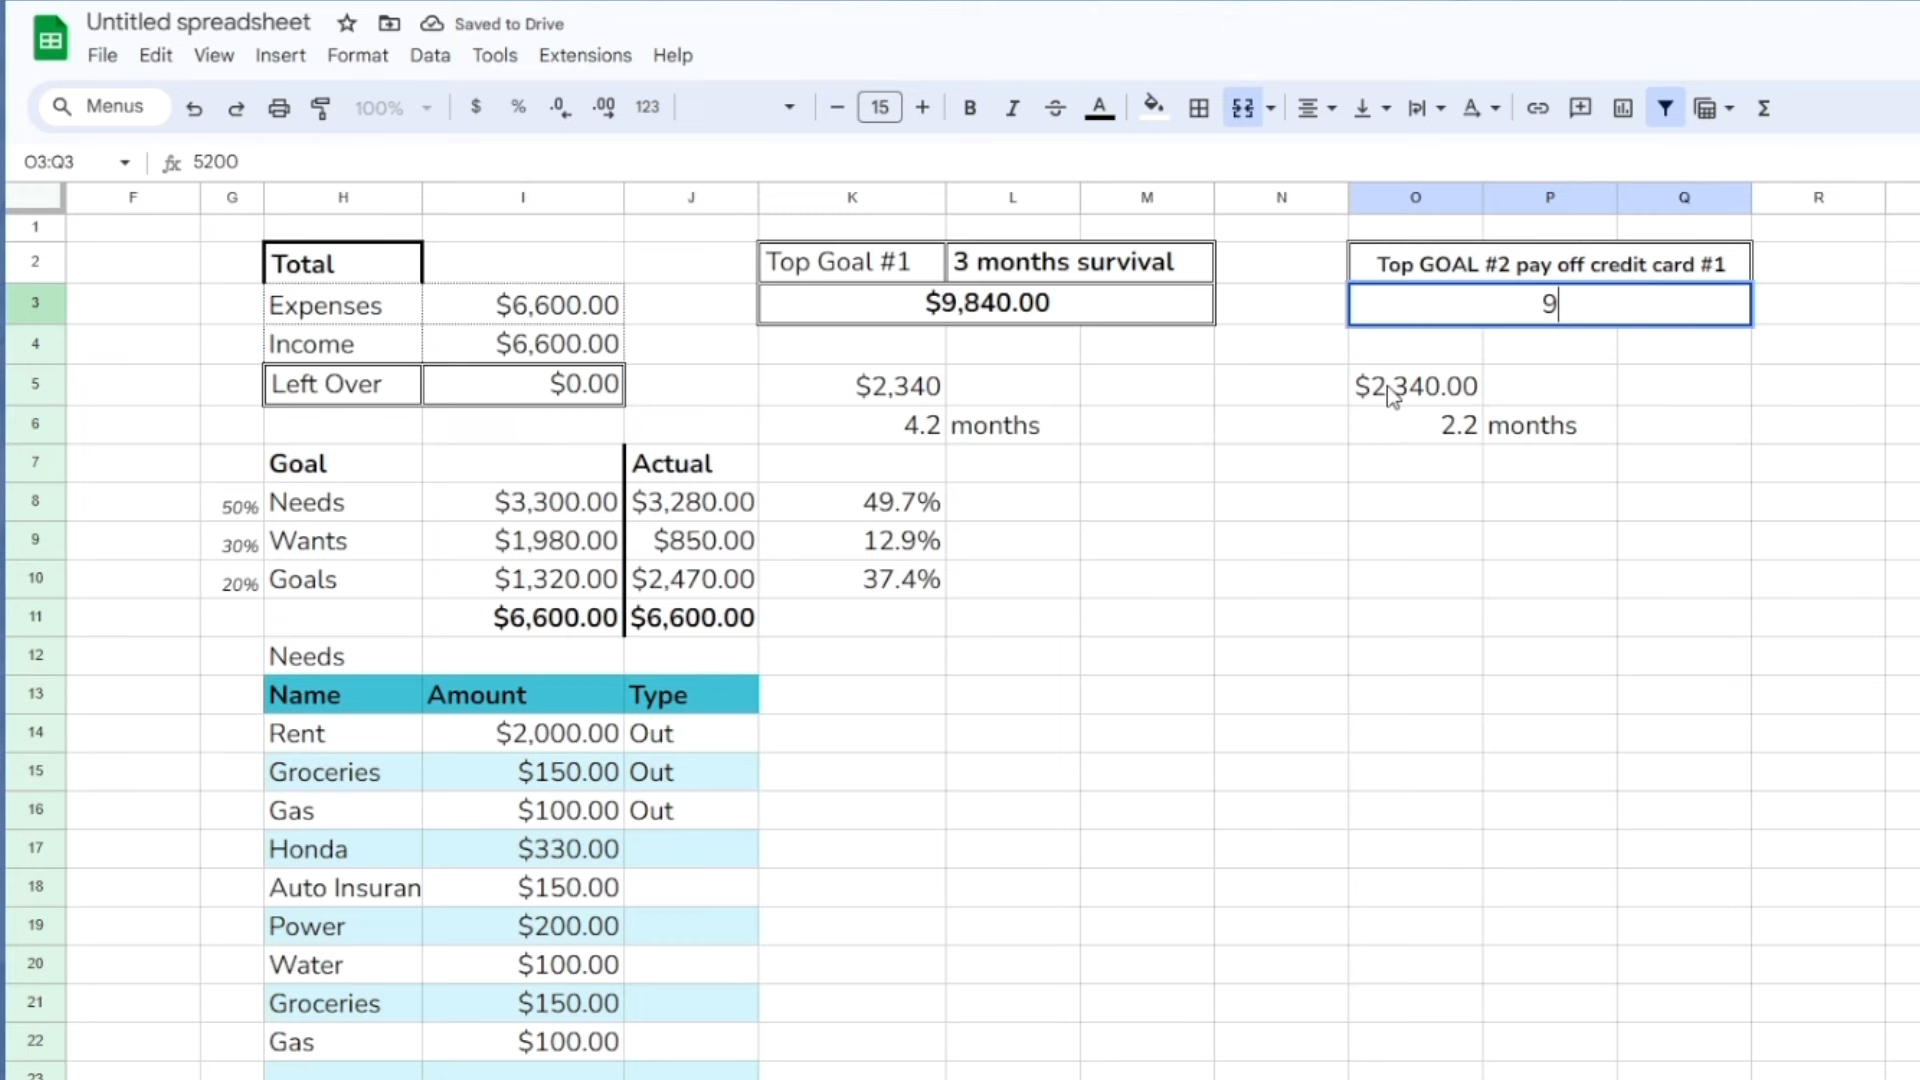 Untitled spreadsheet Saved to Drive
File Edit View Insert Format Data Tools Extensions Help
Menus 100% $ % .0 .00 123 15 B I A A Σ
O3:Q3 fx 5200
F G H I J K L M N O P Q R
1
2 Total Top Goal #1 3 months survival Top GOAL #2 pay off credit card #1
3 Expenses $6,600.00 $9,840.00 9
4 Income $6,600.00
5 Left Over $0.00 $2,340 $2,340.00
6 4.2 months 2.2 months
7 Goal Actual
8 50% Needs $3,300.00 $3,280.00 49.7%
9 30% Wants $1,980.00 $850.00 12.9%
10 20% Goals $1,320.00 $2,470.00 37.4%
11 $6,600.00 $6,600.00
12 Needs
13 Name Amount Type
14 Rent $2,000.00 Out
15 Groceries $150.00 Out
16 Gas $100.00 Out
17 Honda $330.00
18 Auto Insuran $150.00
19 Power $200.00
20 Water $100.00
21 Groceries $150.00
22 Gas $100.00
23